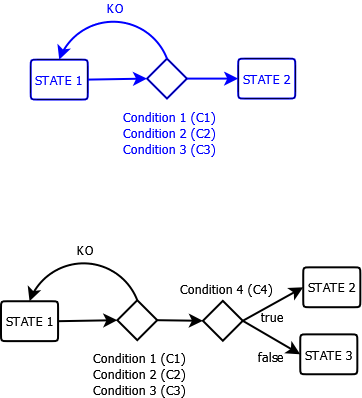 KO
STATE 1
STATE 2
Condition 1 (C1)
Condition 2 (C2)
Condition 3 (C3)
KO
STATE 1
Condition 4 (C4)
STATE 2
true
false
STATE 3
Condition 1 (C1)
Condition 2 (C2)
Condition 3 (C3)